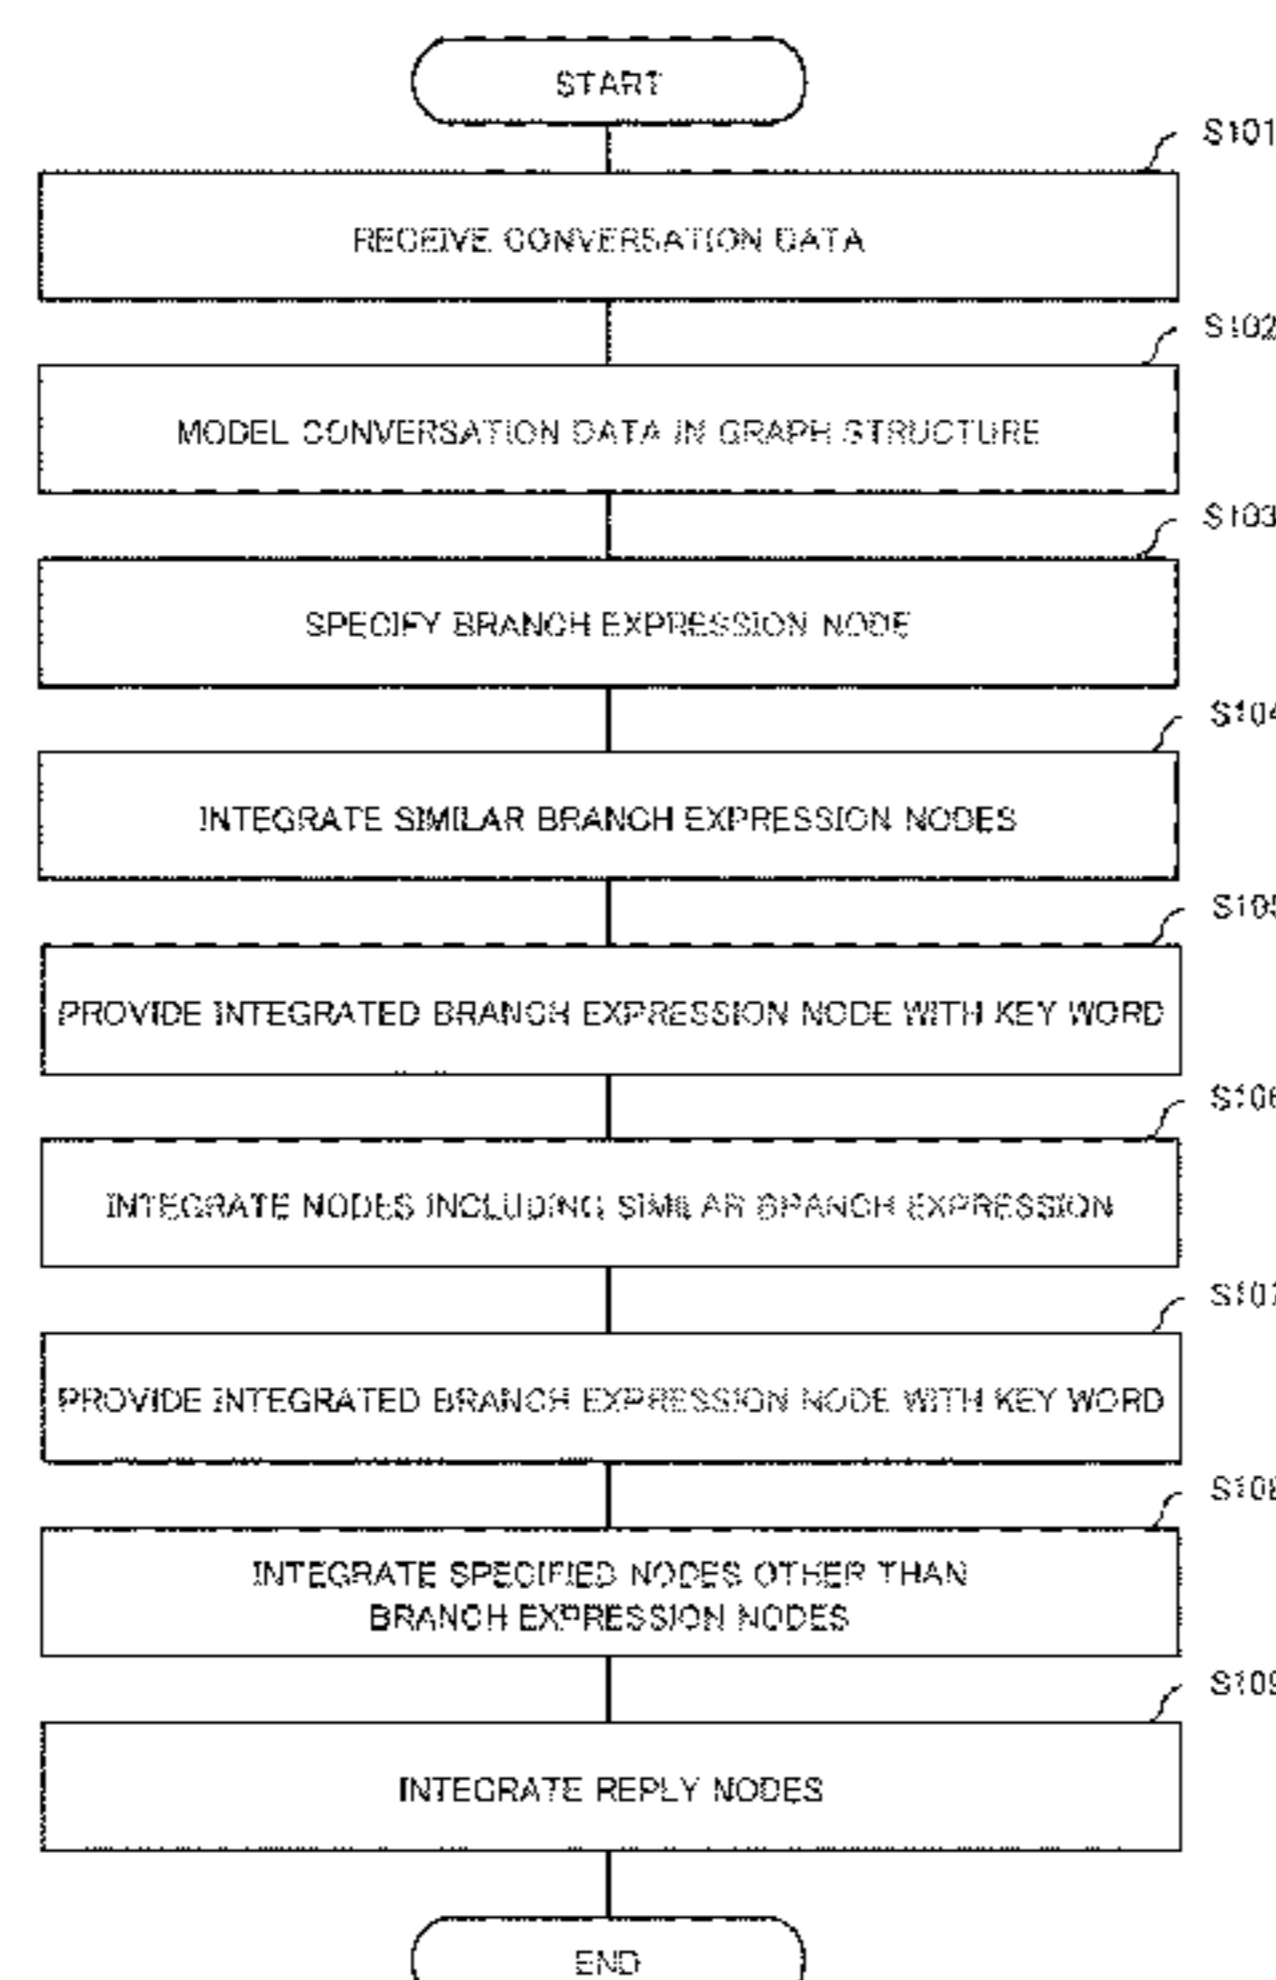 START
S101
RECEIVE CONVERSATION DATA
S102
MODEL CONVERSATION DATA IN GRAPH STRUCTURE
S103
SPECIFY BRANCH EXPRESSION NODE
S104
INTEGRATE SIMILAR BRANCH EXPRESSION NODES
S105
PROVIDE INTEGRATED BRANCH EXPRESSION NODE WITH KEY WORD
S106
INTEGRATE NODES INCLUDING SIMILAR BRANCH EXPRESSION
S107
PROVIDE INTEGRATED BRANCH EXPRESSION NODE WITH KEY WORD
S108
INTEGRATE SPECIFIED NODES OTHER THAN
BRANCH EXPRESSION NODES
S109
INTEGRATE REPLY NODES
END